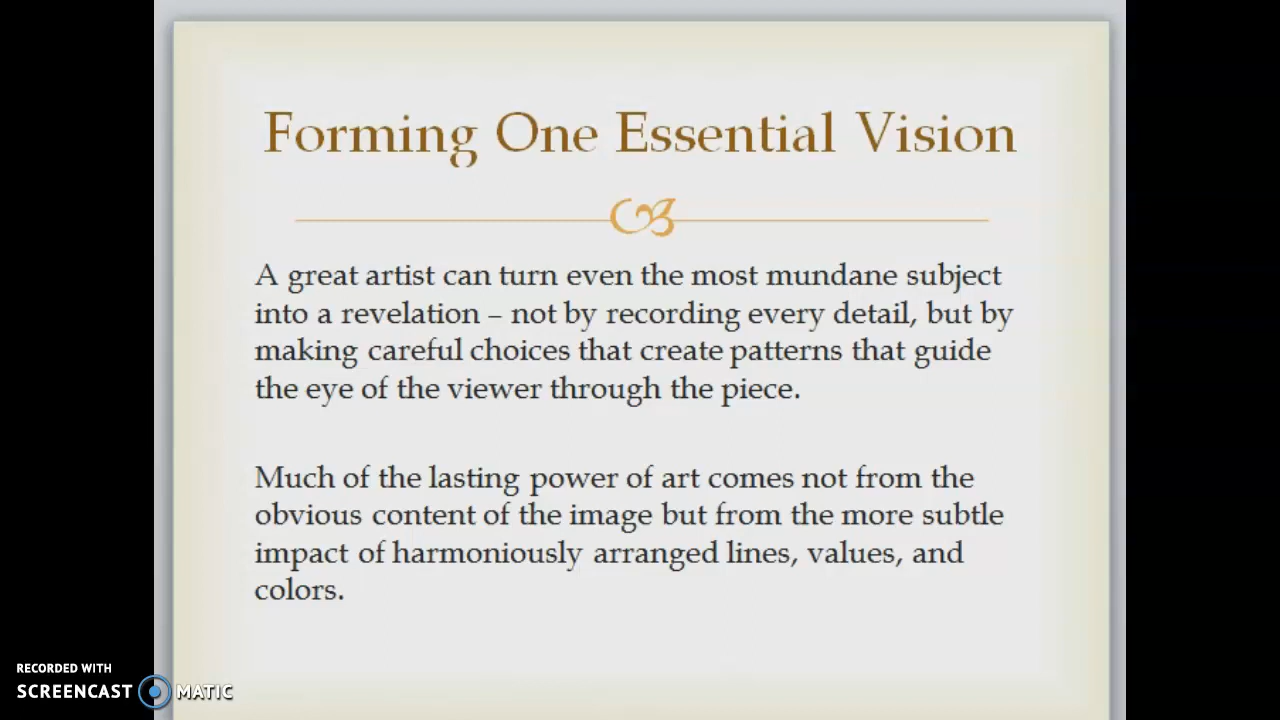 Forming One Essential Vision
A great artist can turn even the most mundane subject
into a revelation – not by recording every detail, but by
making careful choices that create patterns that guide
the eye of the viewer through the piece.
Much of the lasting power of art comes not from the
obvious content of the image but from the more subtle
impact of harmoniously arranged lines, values, and
colors.
RECORDED WITH
SCREENCAST MATIC